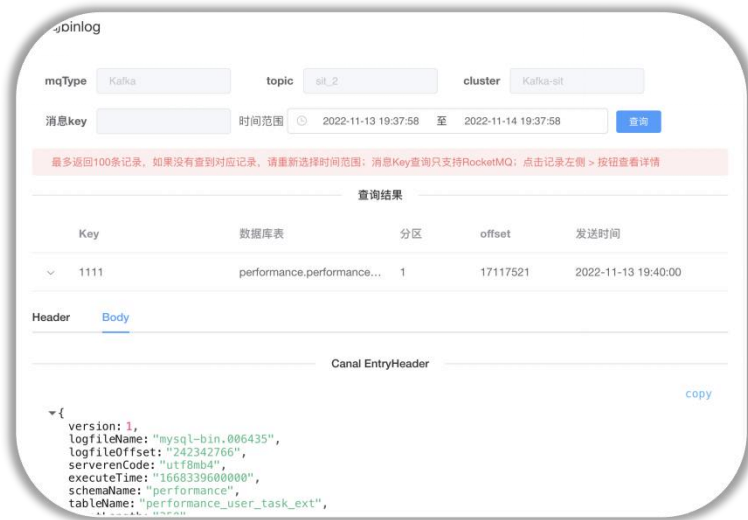 binlog
mqType Kafka topic sit_2 cluster Kafka-sit
消息key 时间范围 2022-11-13 19:37:58 至 2022-11-14 19:37:58 查询
最多返回100条记录，如果没有查到对应记录，请重新选择时间范围；消息Key查询只支持RocketMQ；点击记录左侧 > 按钮查看详情
查询结果
Key 数据库表 分区 offset 发送时间
1111 performance.performance... 1 17117521 2022-11-13 19:40:00
Header Body
Canal EntryHeader
copy
{
version: 1,
logfileName: "mysql-bin.006435",
logfileOffset: "242342766",
serverenCode: "utf8mb4",
executeTime: "1668339600000",
schemaName: "performance",
tableName: "performance_user_task_ext",